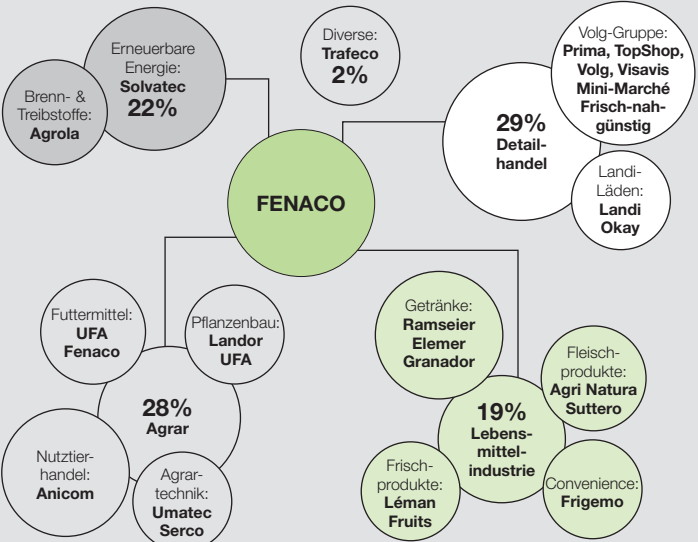 Erneuerbare
Energie:
Solvatec
22%
Brenn- &
Treibstoffe:
Agrola
Diverse:
Trafeco
2%
Volg-Gruppe:
Prima, TopShop,
Volg, Visavis
Mini-Marché
Frisch-nah-
günstig
29%
Detail-
handel
Landi-
Läden:
Landi
Okay
FENACO
Futtermittel:
UFA
Fenaco
Pflanzenbau:
Landor
UFA
28%
Agrar
Nutztier-
handel:
Anicom
Agrar-
technik:
Umatec
Serco
Getränke:
Ramseier
Elemer
Granador
Fleisch-
produkte:
Agri Natura
Suttero
19%
Lebens-
mittel-
industrie
Frisch-
produkte:
Léman
Fruits
Convenience:
Frigemo